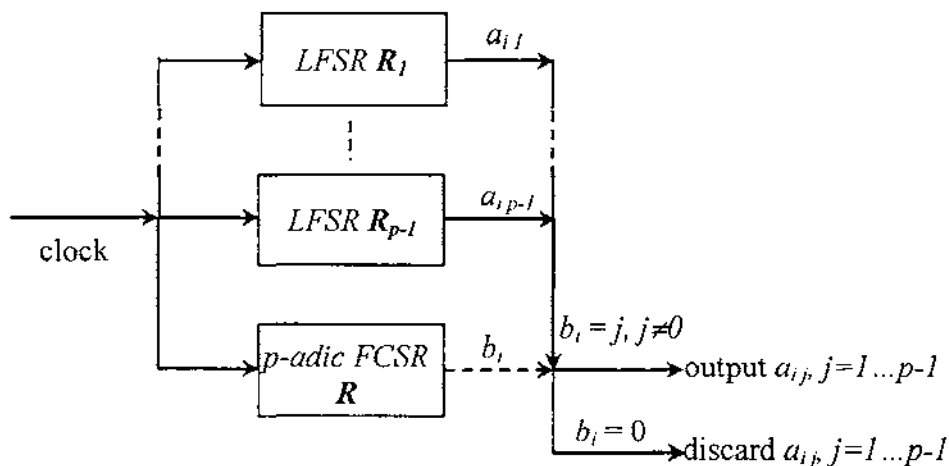 LFSR R1
ai1
LFSR Rp-1
aip-1
clock
p-adic FCSR
R
bi
bi = j, j≠0
output aij, j=1...p-1
bi = 0
discard aij, j=1...p-1